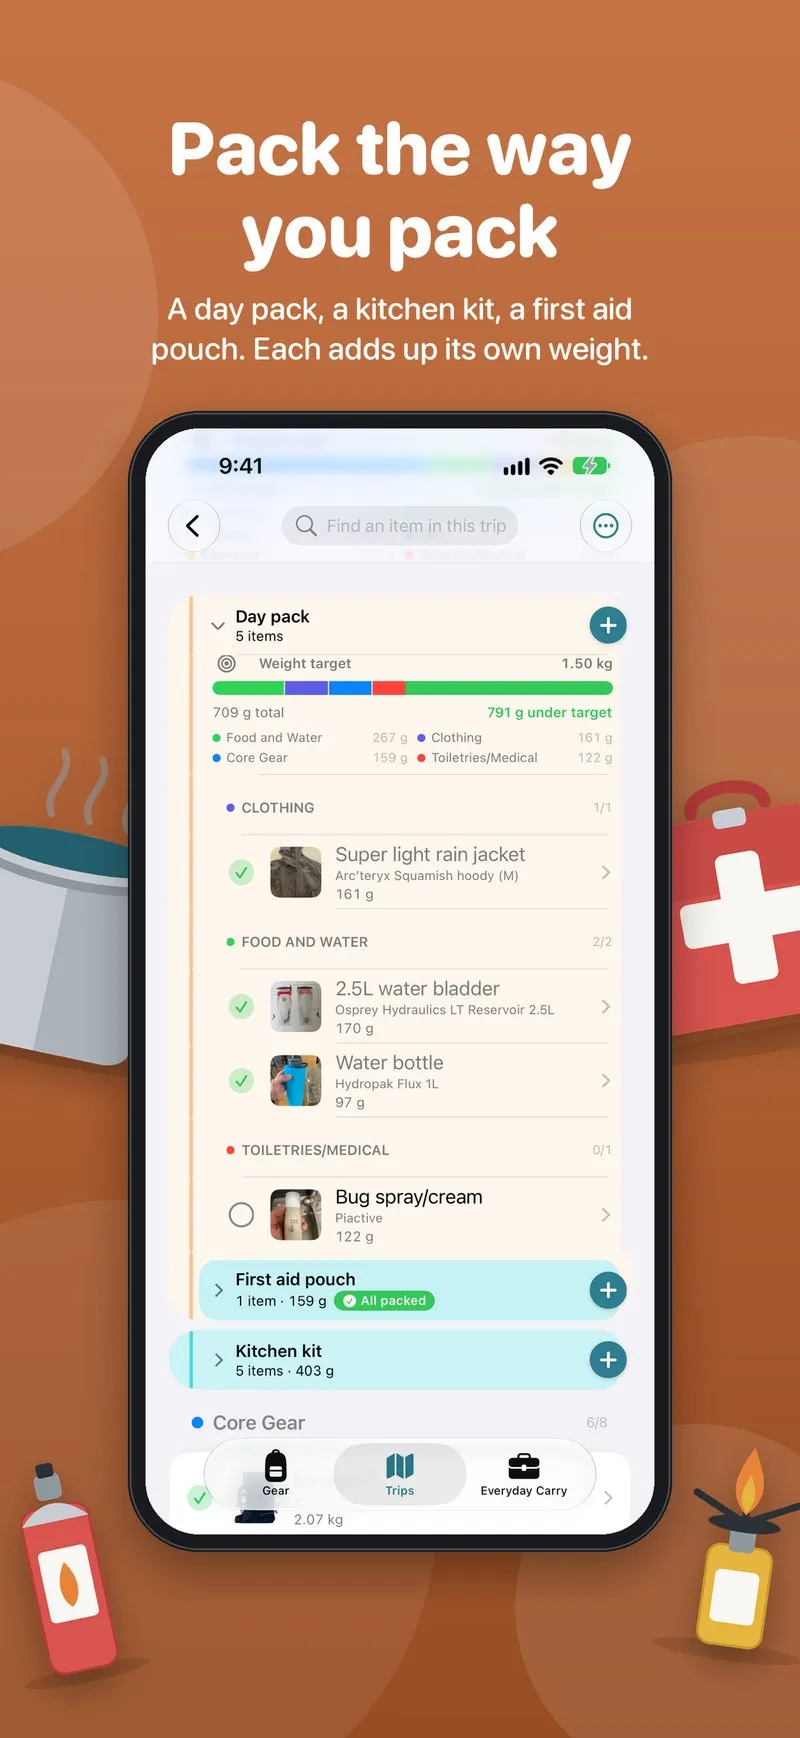 Pack the way
you pack
A day pack, a kitchen kit, a first aid
pouch. Each adds up its own weight.
9:41
Find an item in this trip
Day pack
5 items
Weight target 1.50 kg
709 g total 791 g under target
Food and Water 267 g Clothing 161 g
Core Gear 159 g Toiletries/Medical 122 g
CLOTHING 1/1
Super light rain jacket
Arc'teryx Squamish hoody (M)
161 g
FOOD AND WATER 2/2
2.5L water bladder
Osprey Hydraulics LT Reservoir 2.5L
170 g
Water bottle
Hydropak Flux 1L
97 g
TOILETRIES/MEDICAL 0/1
Bug spray/cream
Piactive
122 g
First aid pouch
1 item · 159 g All packed
Kitchen kit
5 items · 403 g
Core Gear 6/8
Gear Trips Everyday Carry
2.07 kg